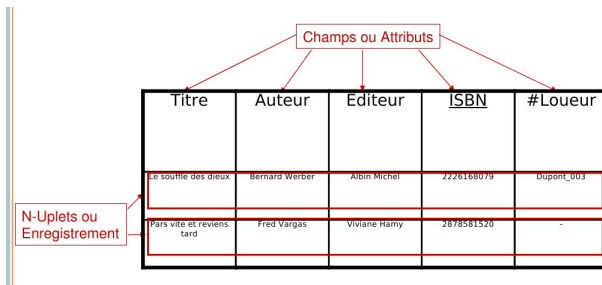 Champs ou Attributs
Titre Auteur Editeur ISBN #Loueur
Le souffle des dieux Bernard Werber Albin Michel 2226168079 Dupont_003
N-Uplets ou
Enregistrement
Pars vite et reviens Fred Vargas Viviane Hamy 2878581520 -
tard